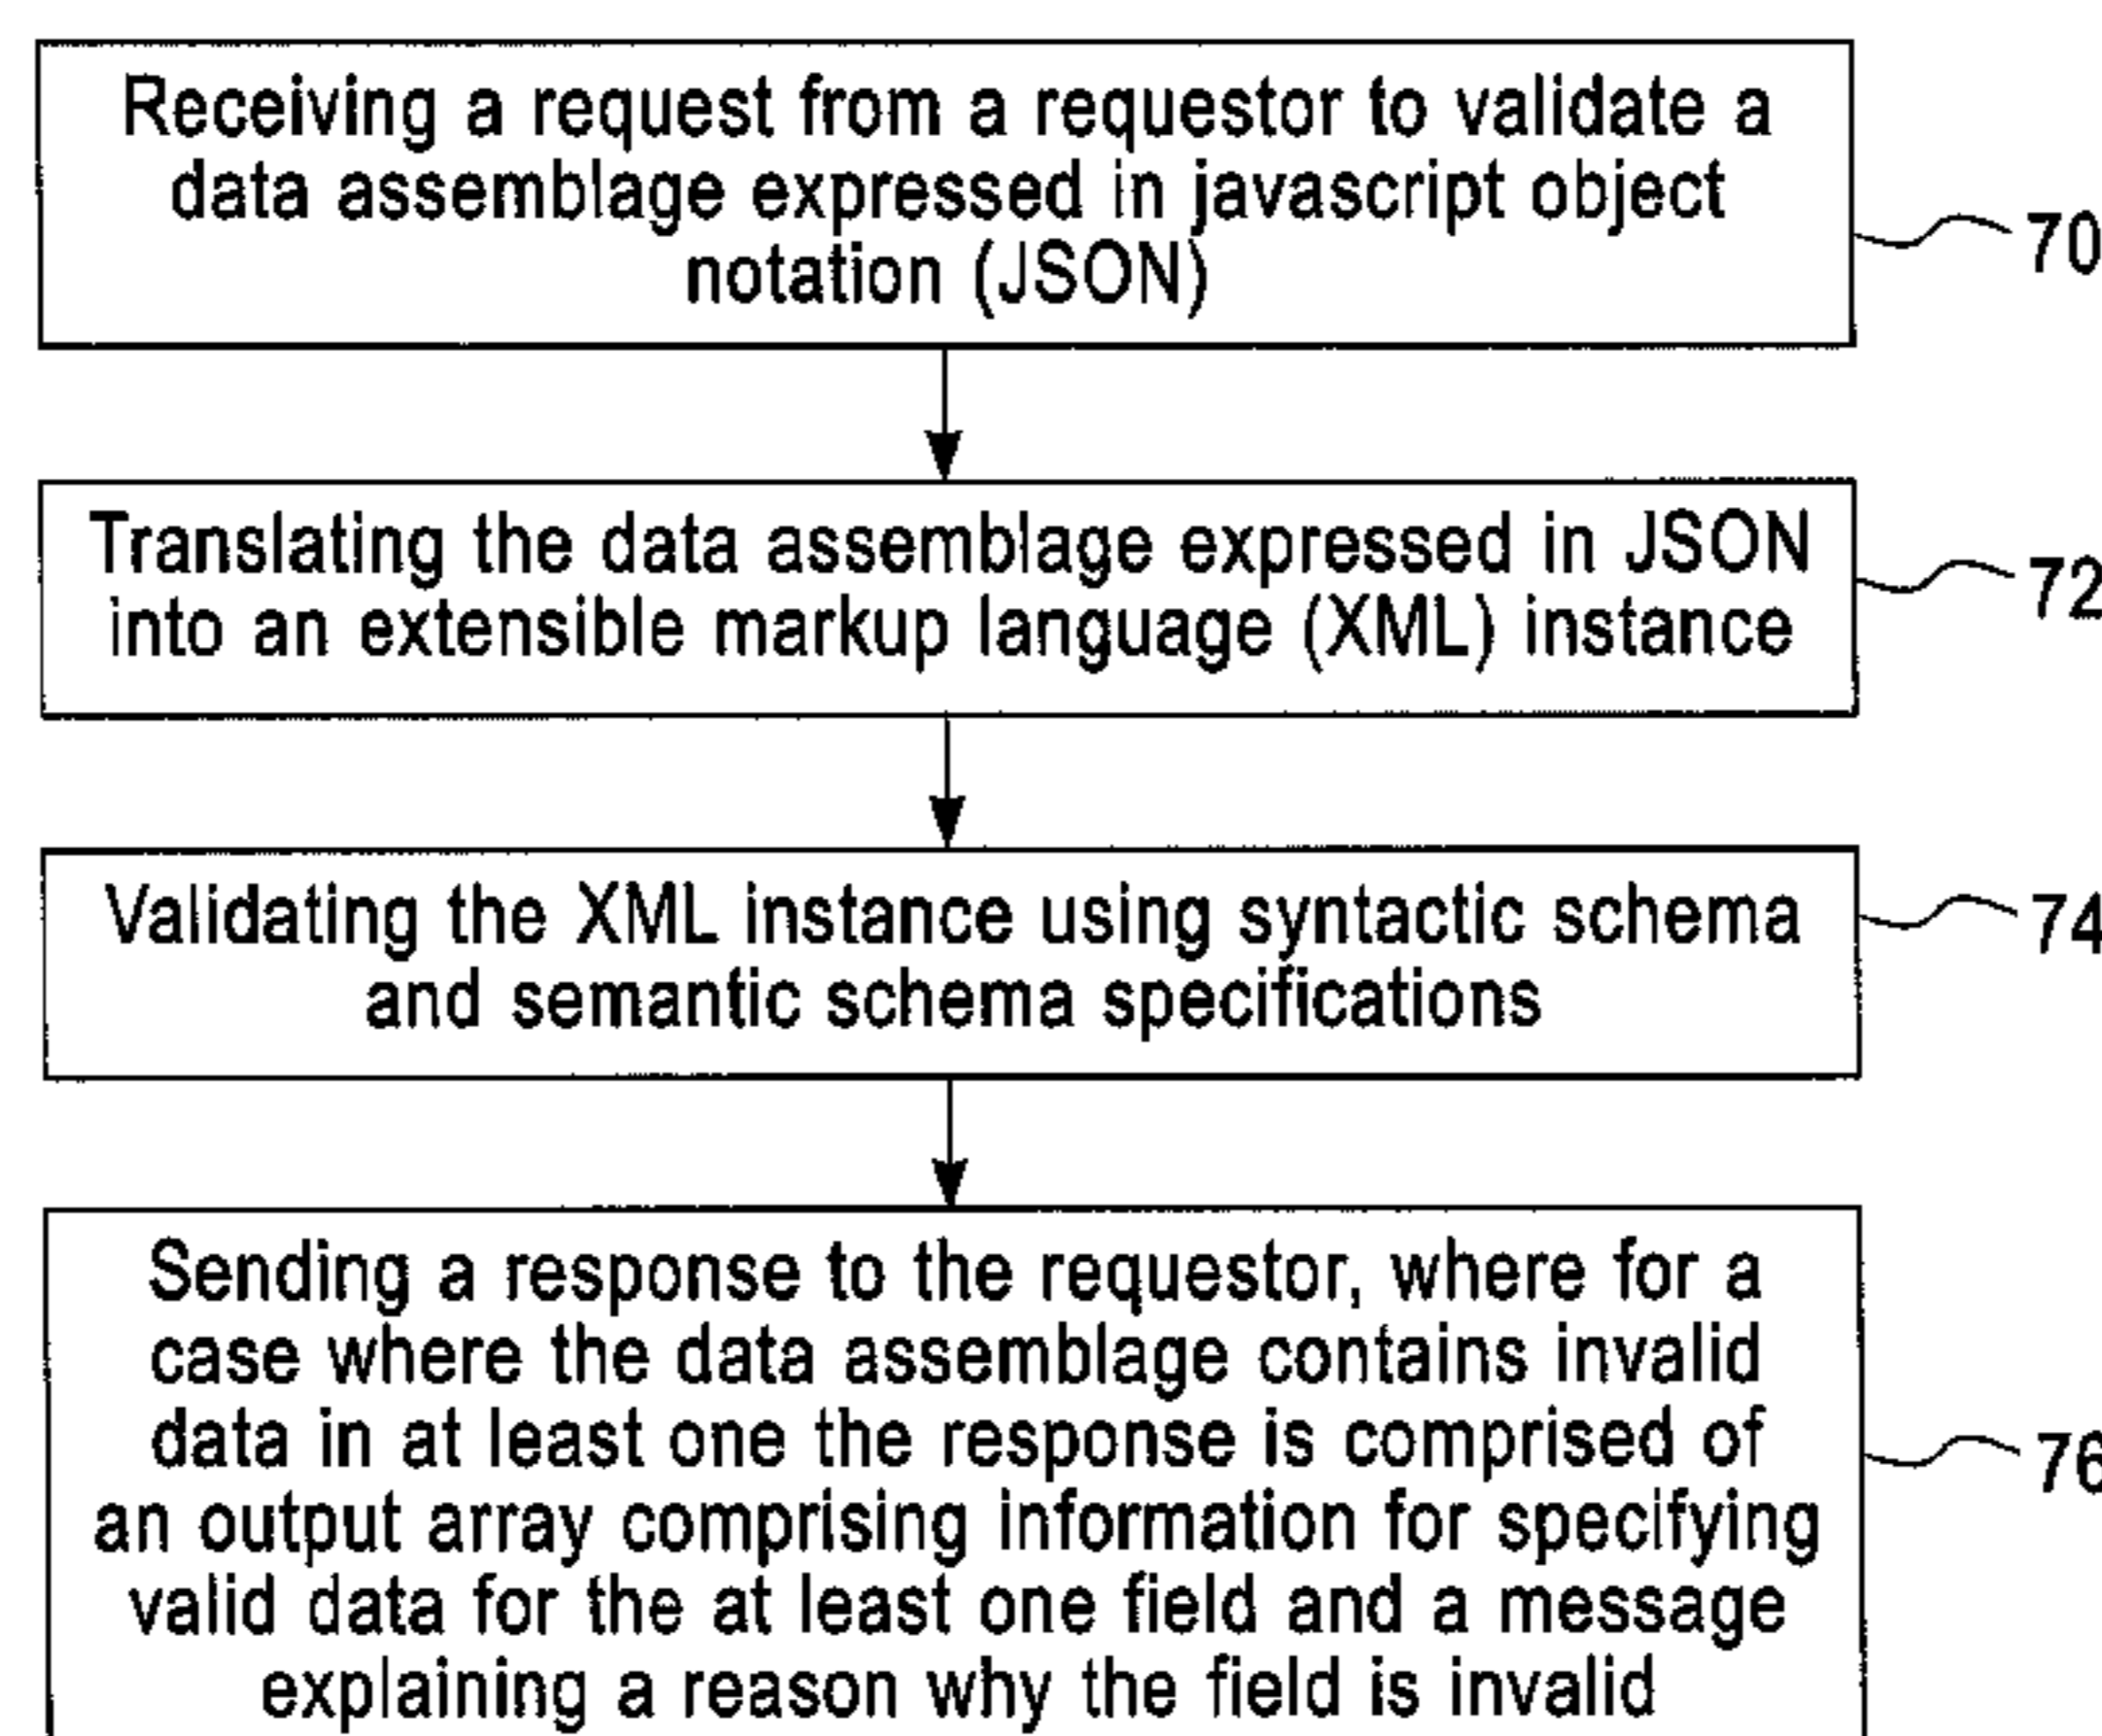 Receiving a request from a requestor to validate a
data assemblage expressed in javascript object
notation (JSON)
70
Translating the data assemblage expressed in JSON
into an extensible markup language (XML) instance
72
Validating the XML instance using syntactic schema
and semantic schema specifications
74
Sending a response to the requestor, where for a
case where the data assemblage contains invalid
data in at least one the response is comprised of
an output array comprising information for specifying
valid data for the at least one field and a message
explaining a reason why the field is invalid
76